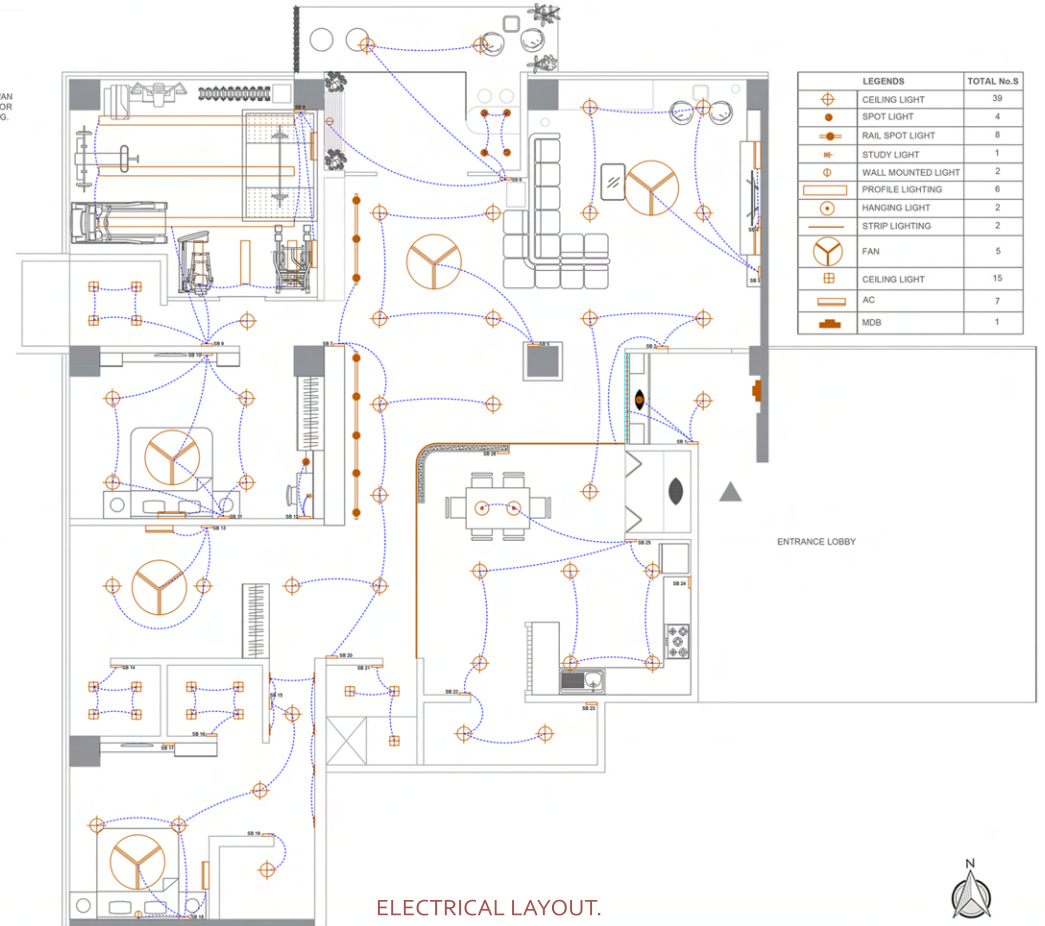 LEGENDS TOTAL No.S
CEILING LIGHT 39
SPOT LIGHT 4
RAIL SPOT LIGHT 8
STUDY LIGHT 1
WALL MOUNTED LIGHT 2
PROFILE LIGHTING 6
HANGING LIGHT 2
STRIP LIGHTING 2
FAN 5
CEILING LIGHT 15
AC 7
MDB 1
OR
G.
SB 8
SB 6
SB 4
SB 3
SB 9
SB 10
SB 7
SB 5
SB 2
SB 1
SB 26
SB 11
SB 12
SB 13
ENTRANCE LOBBY
SB 25
SB 24
SB 20
SB 14
SB 21
SB 15
SB 22
SB 23
SB 16
SB 17
SB 19
SB 18
ELECTRICAL LAYOUT.
N